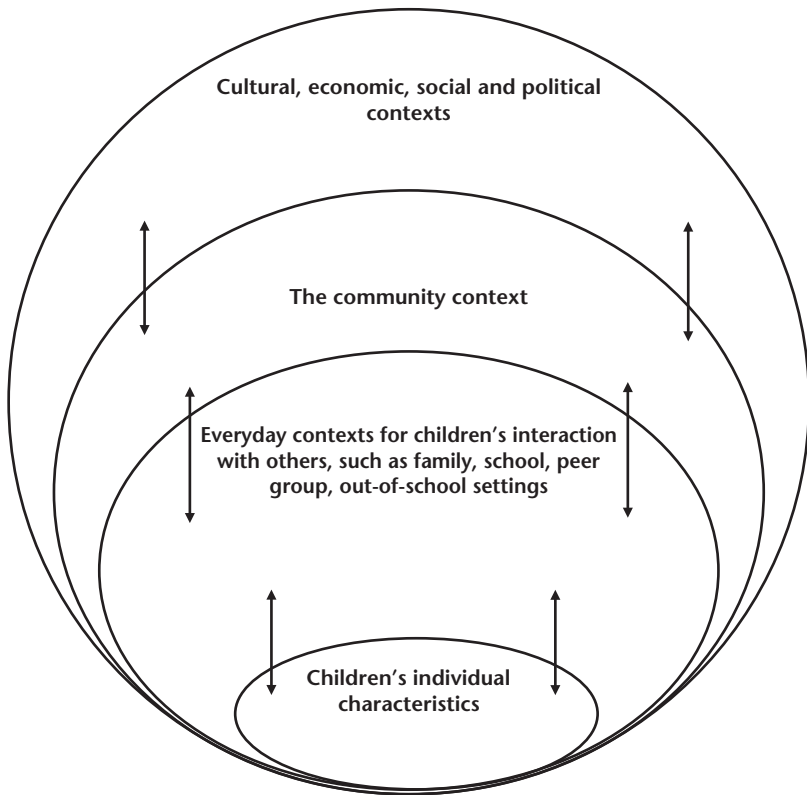 Cultural, economic, social and political
contexts
The community context
Everyday contexts for children’s interaction
with others, such as family, school, peer
group, out-of-school settings
Children’s individual
characteristics